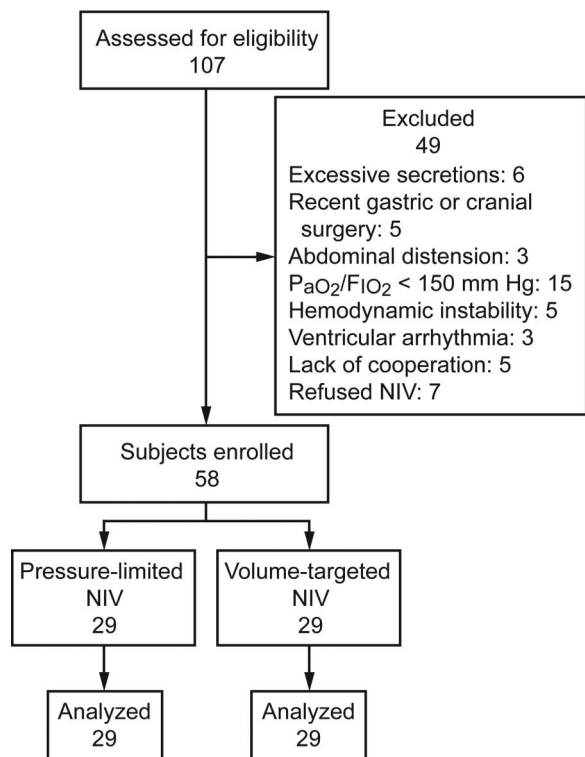 Assessed for eligibility
107
Excluded
49
Excessive secretions: 6
Recent gastric or cranial
surgery: 5
Abdominal distension: 3
PaO2/FIO2 < 150 mm Hg: 15
Hemodynamic instability: 5
Ventricular arrhythmia: 3
Lack of cooperation: 5
Refused NIV: 7
Subjects enrolled
58
Pressure-limited
NIV
29
Volume-targeted
NIV
29
Analyzed
29
Analyzed
29